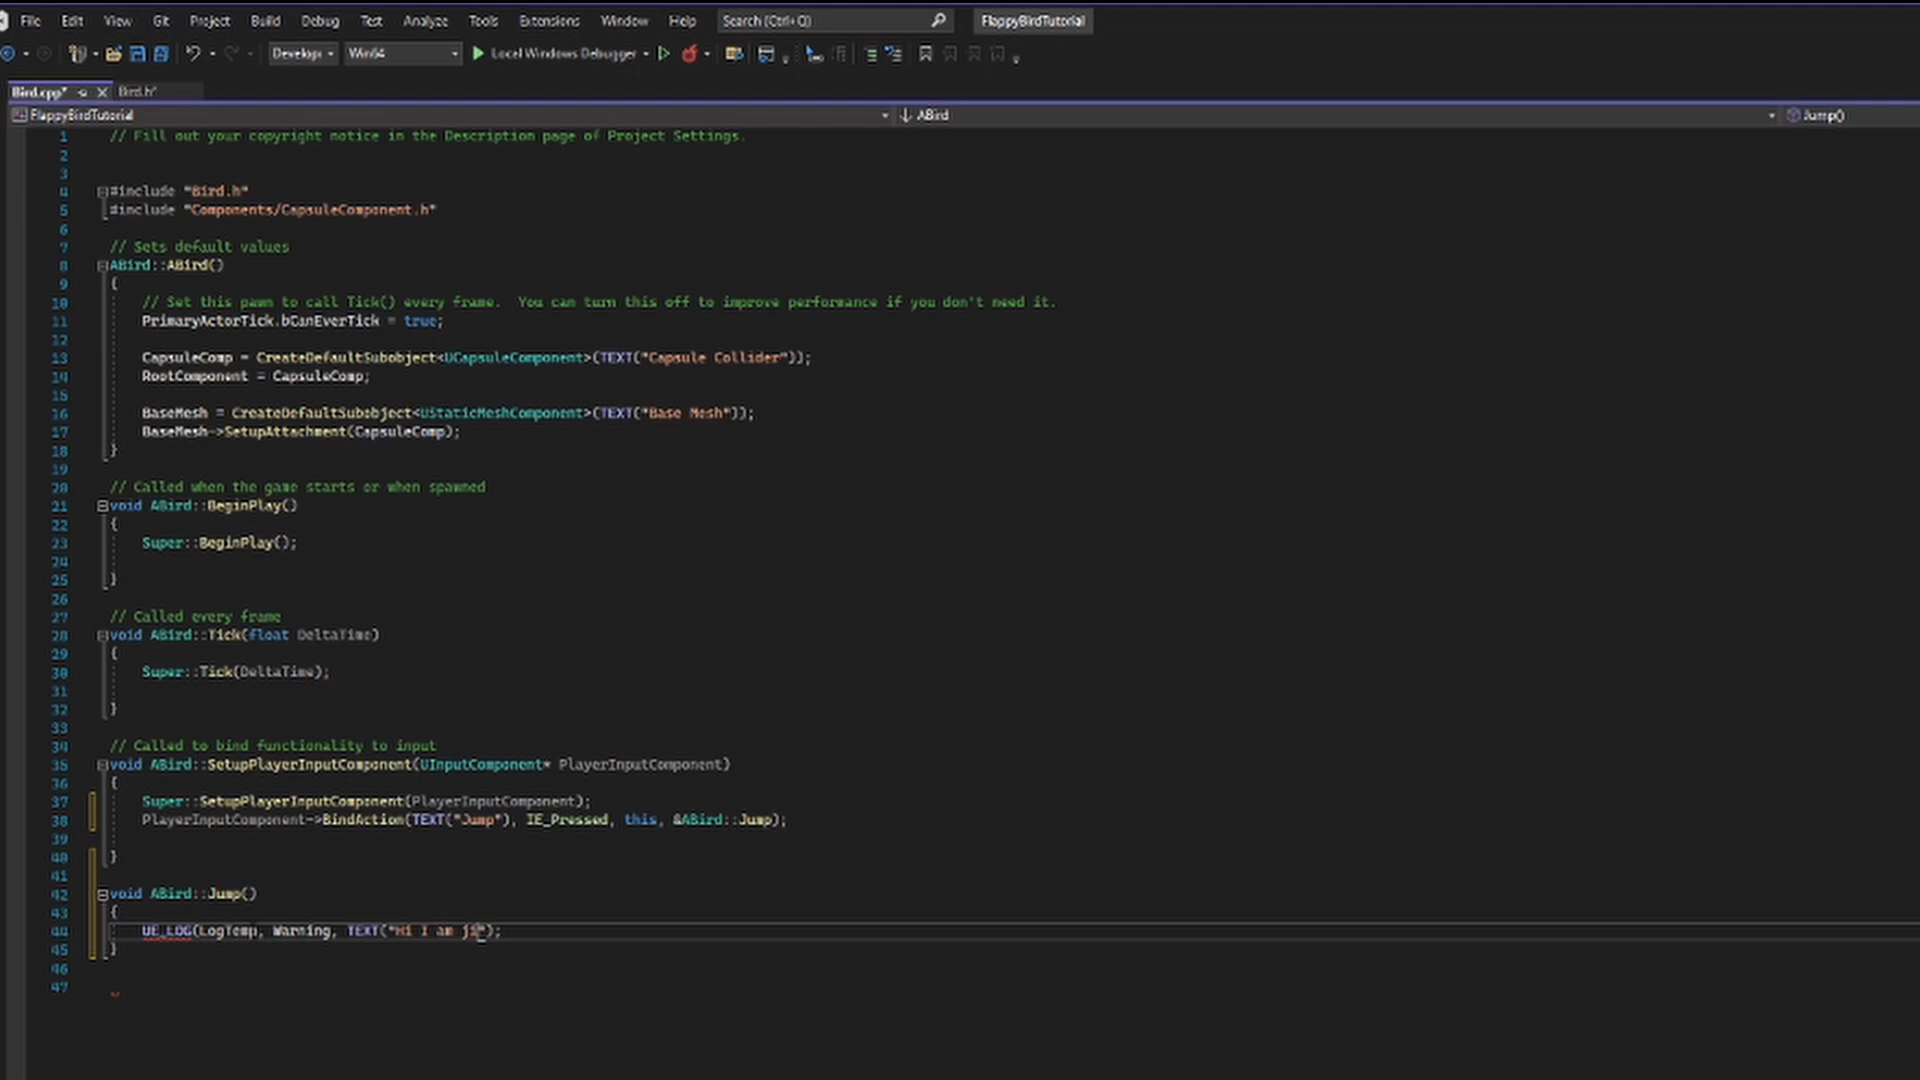 File Edit View Git Project Build Debug Test Analyze Tools Extensions Window Help Search (Ctrl+Q) FlappyBirdTutorial
Develop Win64 Local Windows Debugger
Bird.cpp* Bird.h*
FlappyBirdTutorial ABird Jump()
1 // Fill out your copyright notice in the Description page of Project Settings.
2
3
4 #include "Bird.h"
5 #include "Components/CapsuleComponent.h"
6
7 // Sets default values
8 ABird::ABird()
9 {
10 // Set this pawn to call Tick() every frame.  You can turn this off to improve performance if you don't need it.
11 PrimaryActorTick.bCanEverTick = true;
12
13 CapsuleComp = CreateDefaultSubobject<UCapsuleComponent>(TEXT("Capsule Collider"));
14 RootComponent = CapsuleComp;
15
16 BaseMesh = CreateDefaultSubobject<UStaticMeshComponent>(TEXT("Base Mesh"));
17 BaseMesh->SetupAttachment(CapsuleComp);
18 }
19
20 // Called when the game starts or when spawned
21 void ABird::BeginPlay()
22 {
23 Super::BeginPlay();
24
25 }
26
27 // Called every frame
28 void ABird::Tick(float DeltaTime)
29 {
30 Super::Tick(DeltaTime);
31
32 }
33
34 // Called to bind functionality to input
35 void ABird::SetupPlayerInputComponent(UInputComponent* PlayerInputComponent)
36 {
37 Super::SetupPlayerInputComponent(PlayerInputComponent);
38 PlayerInputComponent->BindAction(TEXT("Jump"), IE_Pressed, this, &ABird::Jump);
39
40 }
41
42 void ABird::Jump()
43 {
44 UE_LOG(LogTemp, Warning, TEXT("Hi I am ji");
45 }
46
47